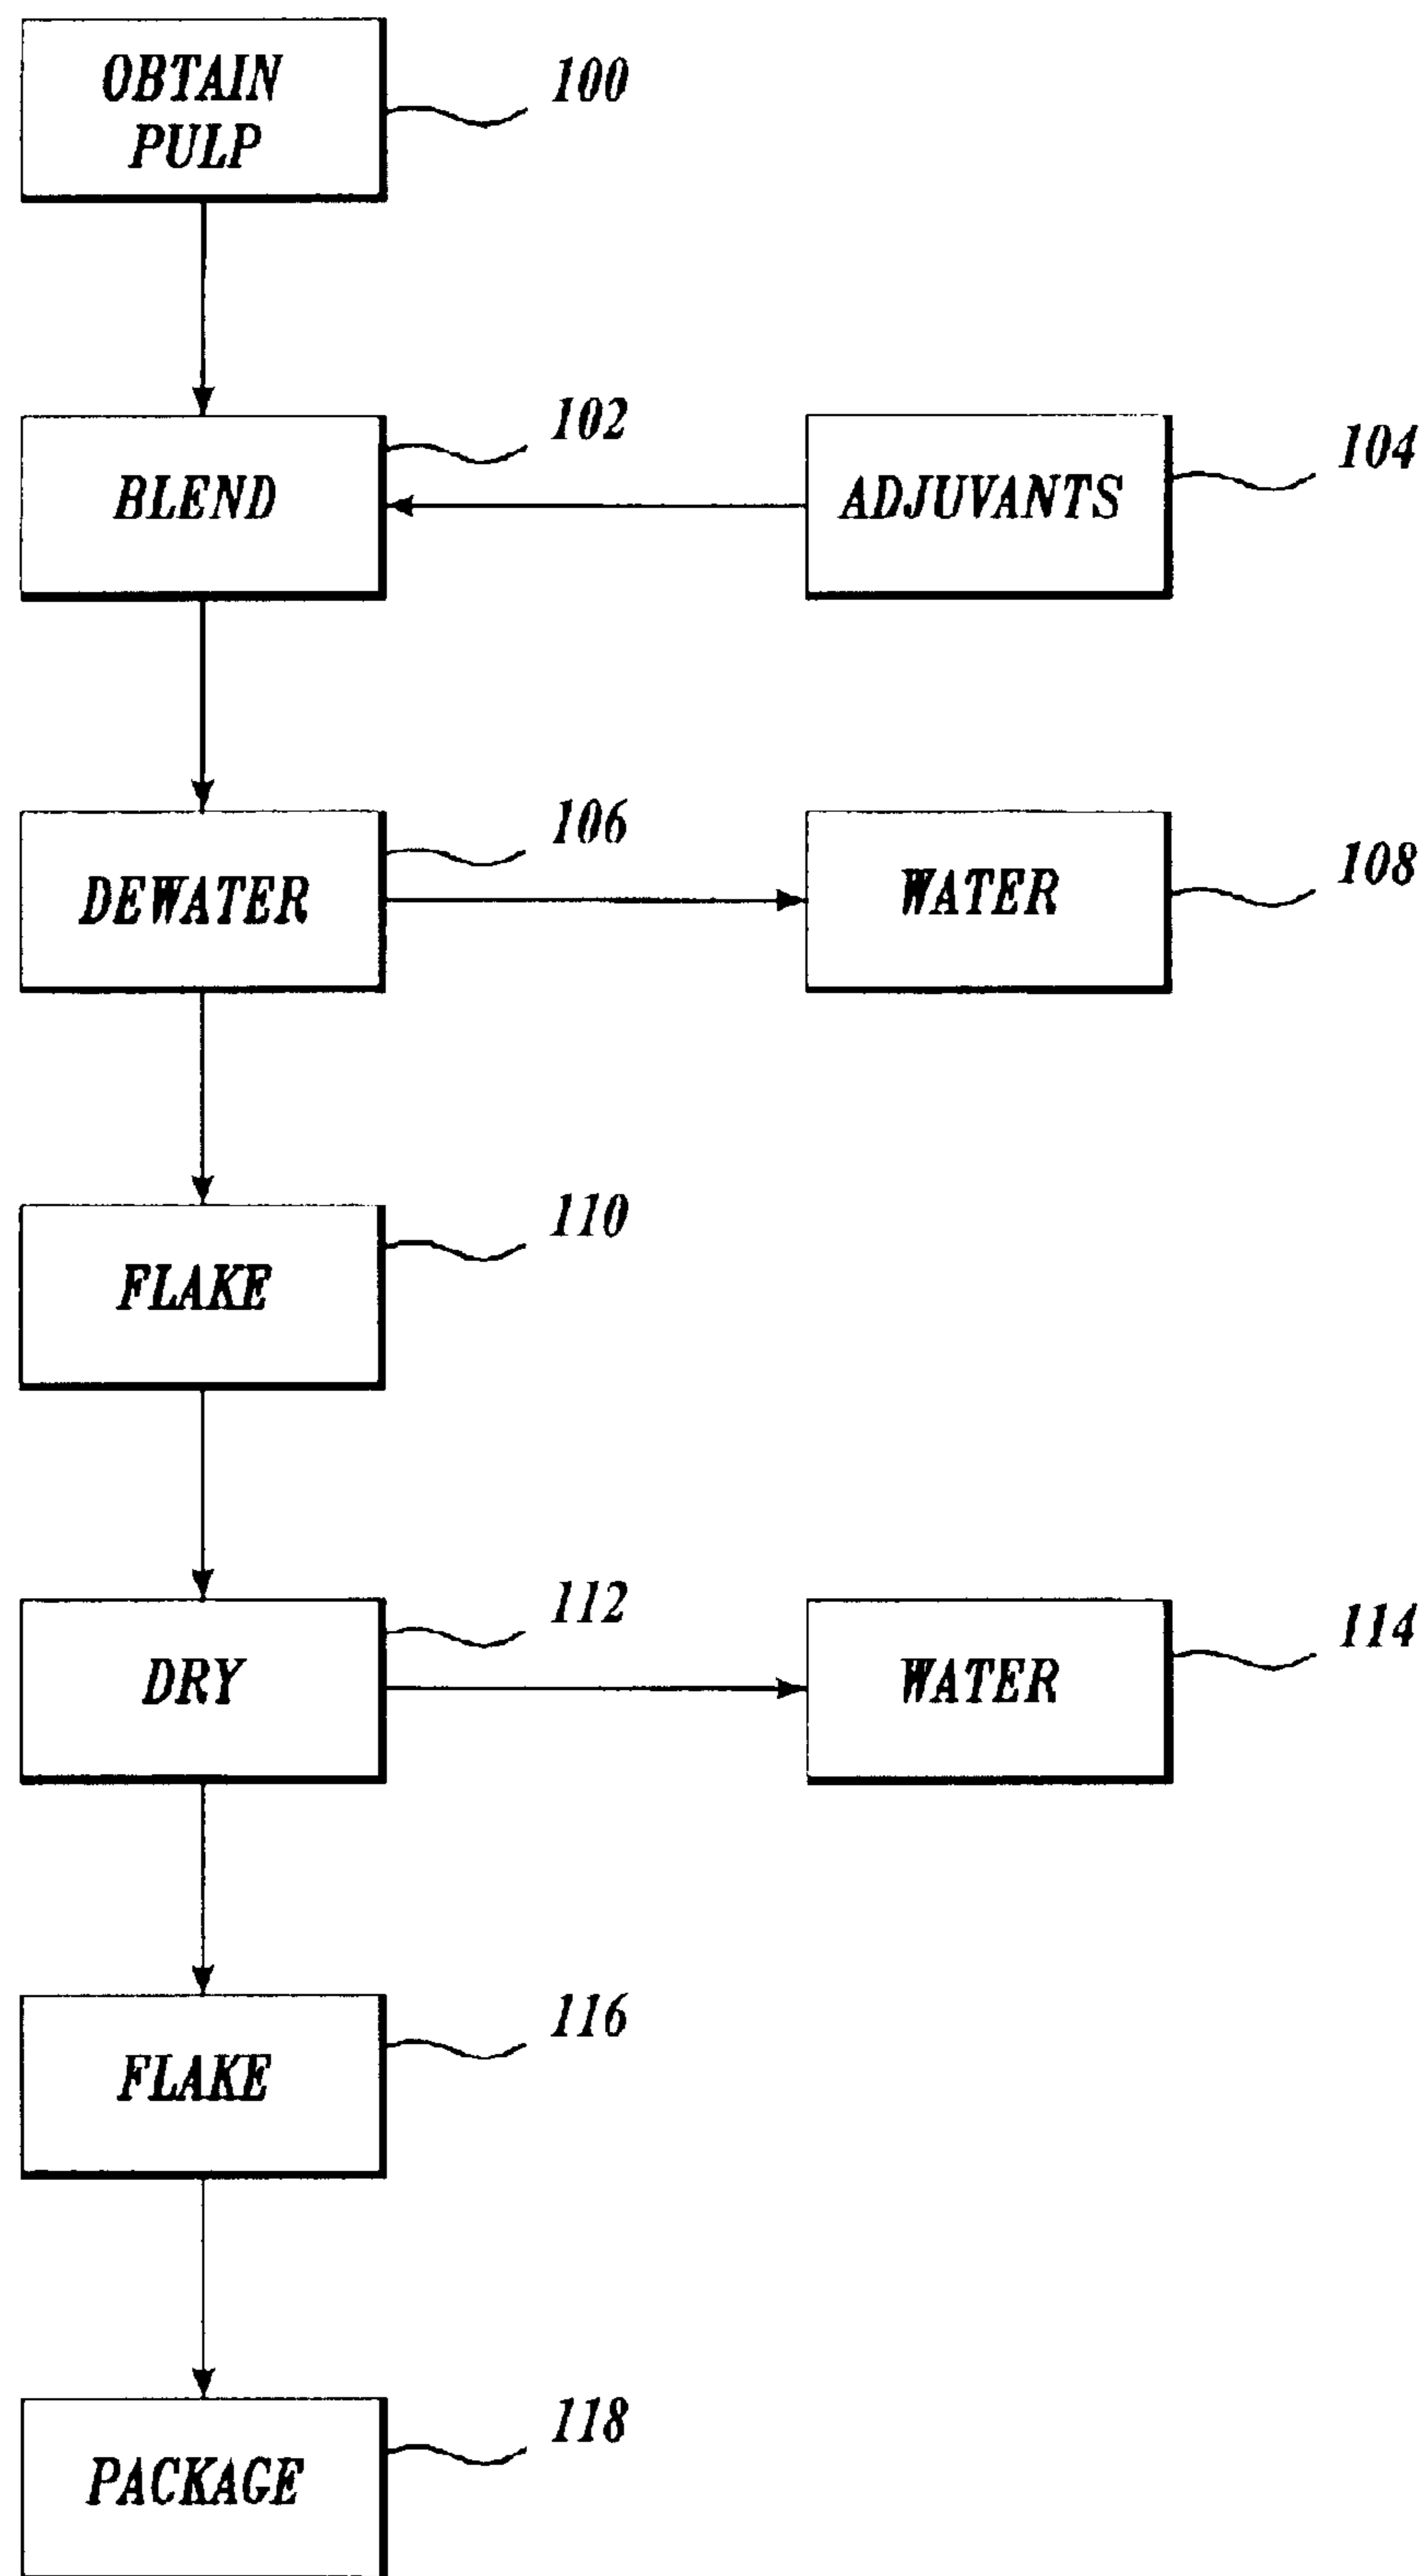 OBTAIN
PULP
100
BLEND
102
ADJUVANTS
104
DEWATER
106
WATER
108
FLAKE
110
DRY
112
WATER
114
FLAKE
116
PACKAGE
118